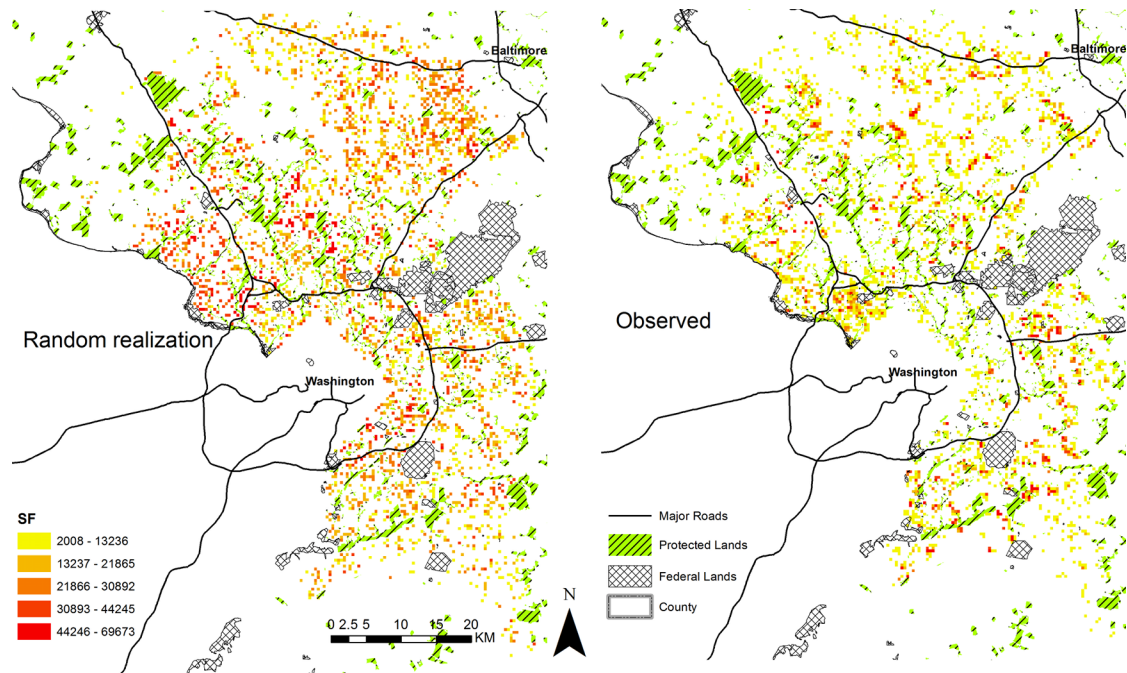 Baltimore
Random realization
Washington
SF
2008 - 13236
13237 - 21865
21866 - 30892
30893 - 44245
44246 - 69673
0 2.5 5 10 15 20
KM
N
Baltimore
Observed
Washington
Major Roads
Protected Lands
Federal Lands
County